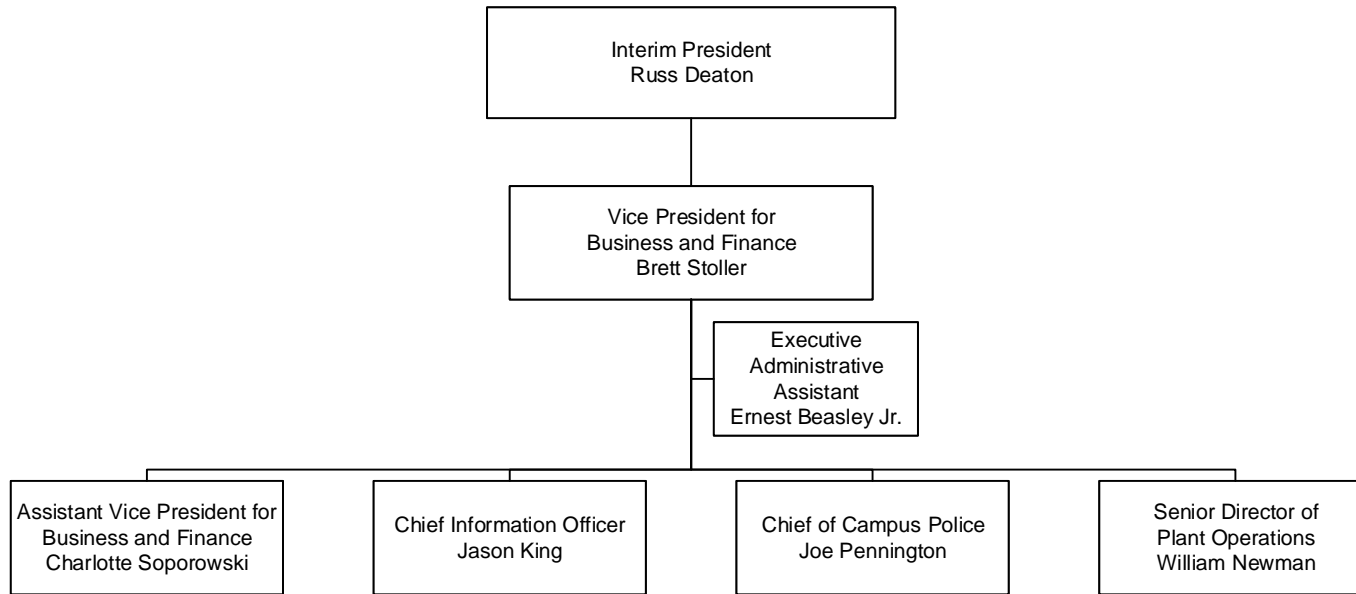 Interim President
Russ Deaton
Vice President for
Business and Finance
Brett Stoller
Executive
Administrative
Assistant
Ernest Beasley Jr.
Assistant Vice President for
Business and Finance
Charlotte Soporowski
Chief Information Officer
Jason King
Chief of Campus Police
Joe Pennington
Senior Director of
Plant Operations
William Newman